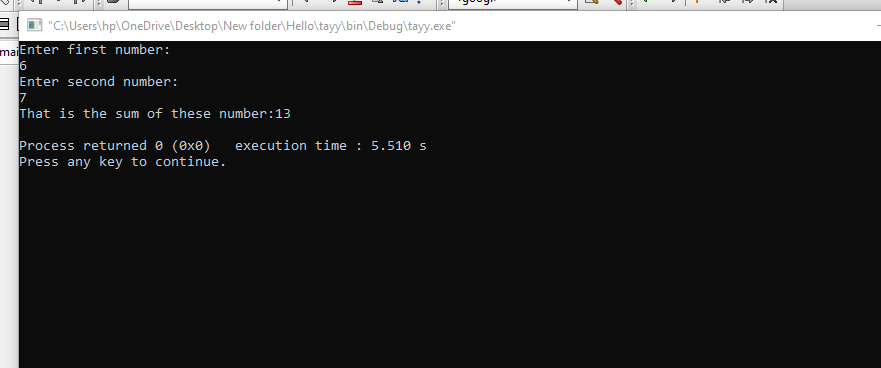 "C:\Users\hp\OneDrive\Desktop\New folder\Hello\tayy\bin\Debug\tayy.exe"
mai
Enter first number:
6
Enter second number:
7
That is the sum of these number:13
Process returned 0 (0x0)   execution time : 5.510 s
Press any key to continue.